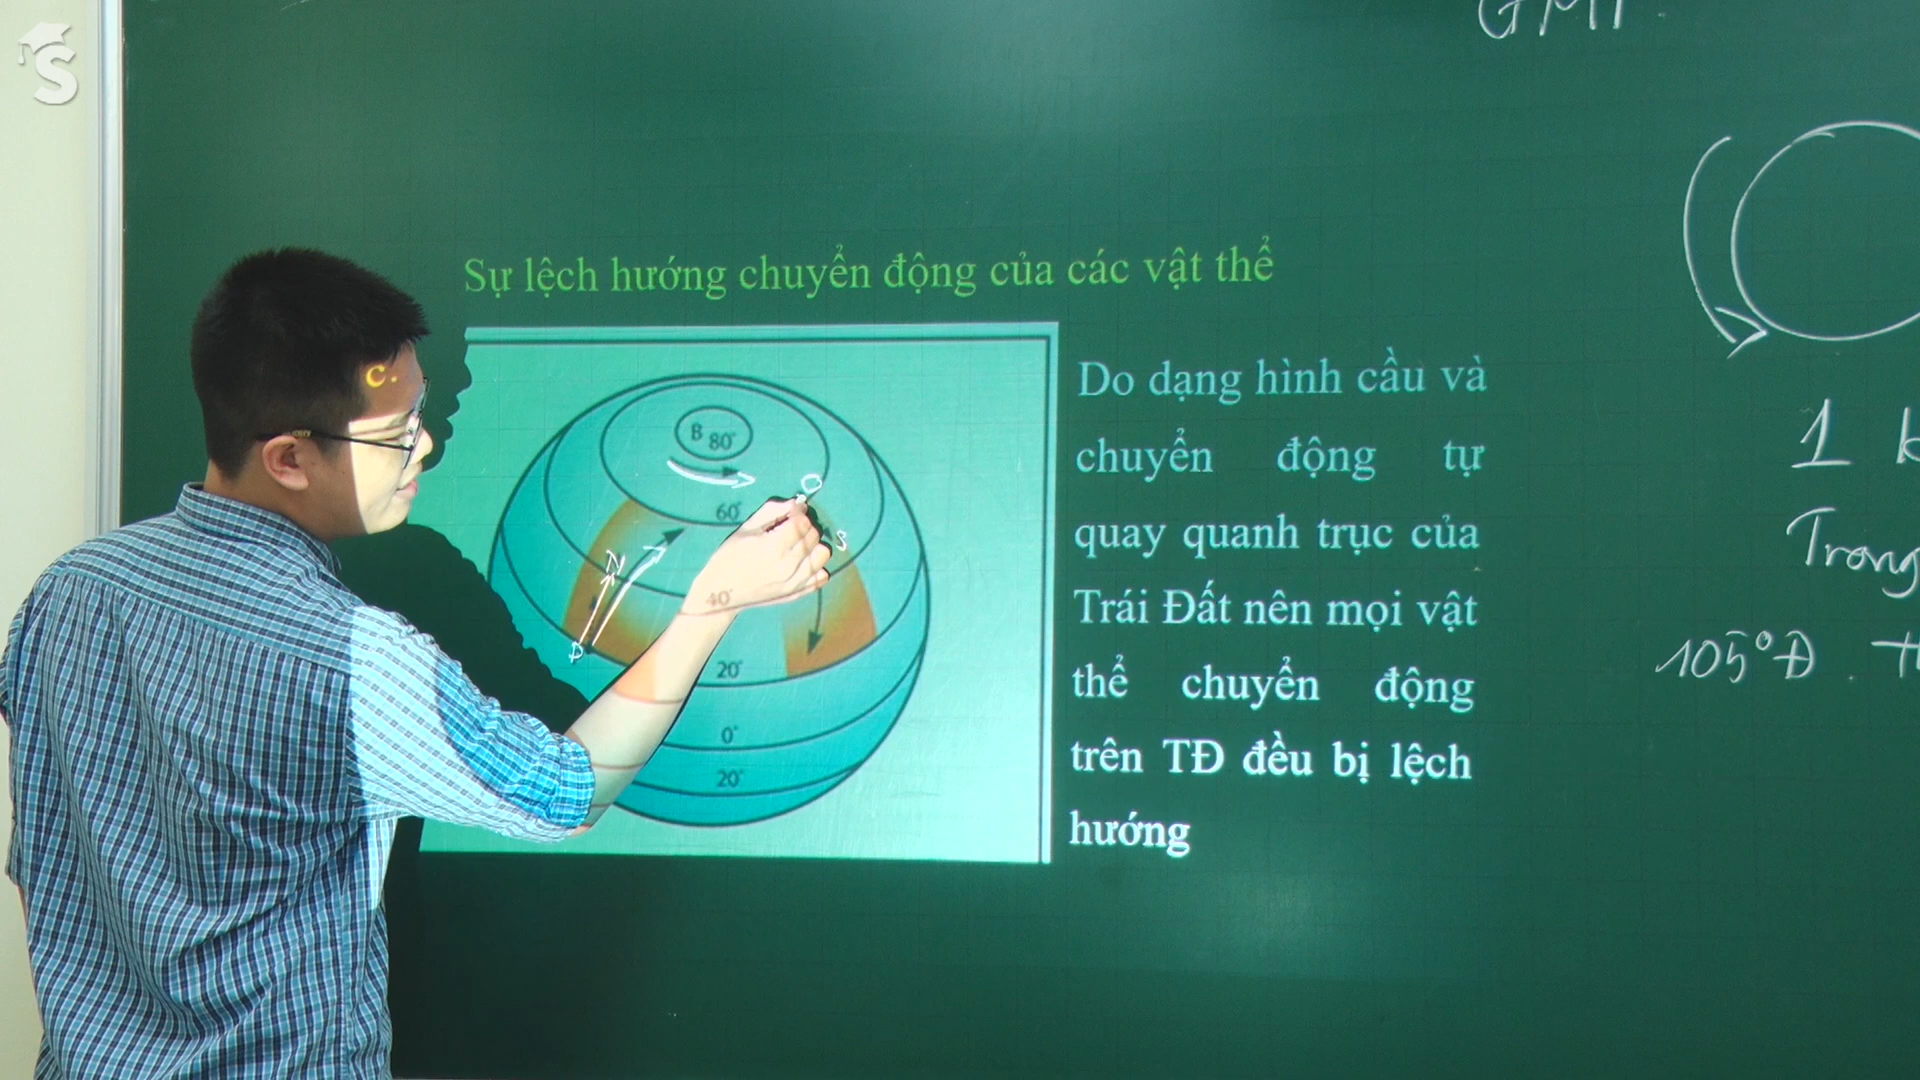 S
GMT
Sự lệch hướng chuyển động của các vật thể
c.
B 80°
60°
40°
20°
0°
20°
N
P
O
S
Do dạng hình cầu và
chuyển động tự
quay quanh trục của
Trái Đất nên mọi vật
thể chuyển động
trên TĐ đều bị lệch
hướng
1 k
Trong
105°Đ.